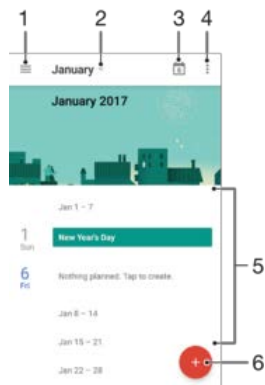 1 2 3 4
January
6
January 2017
Jan 1 – 7
1
Sun
New Year's Day
6
Fri
Nothing planned. Tap to create.
Jan 8 – 14
Jan 15 – 21
Jan 22 – 28
5
6